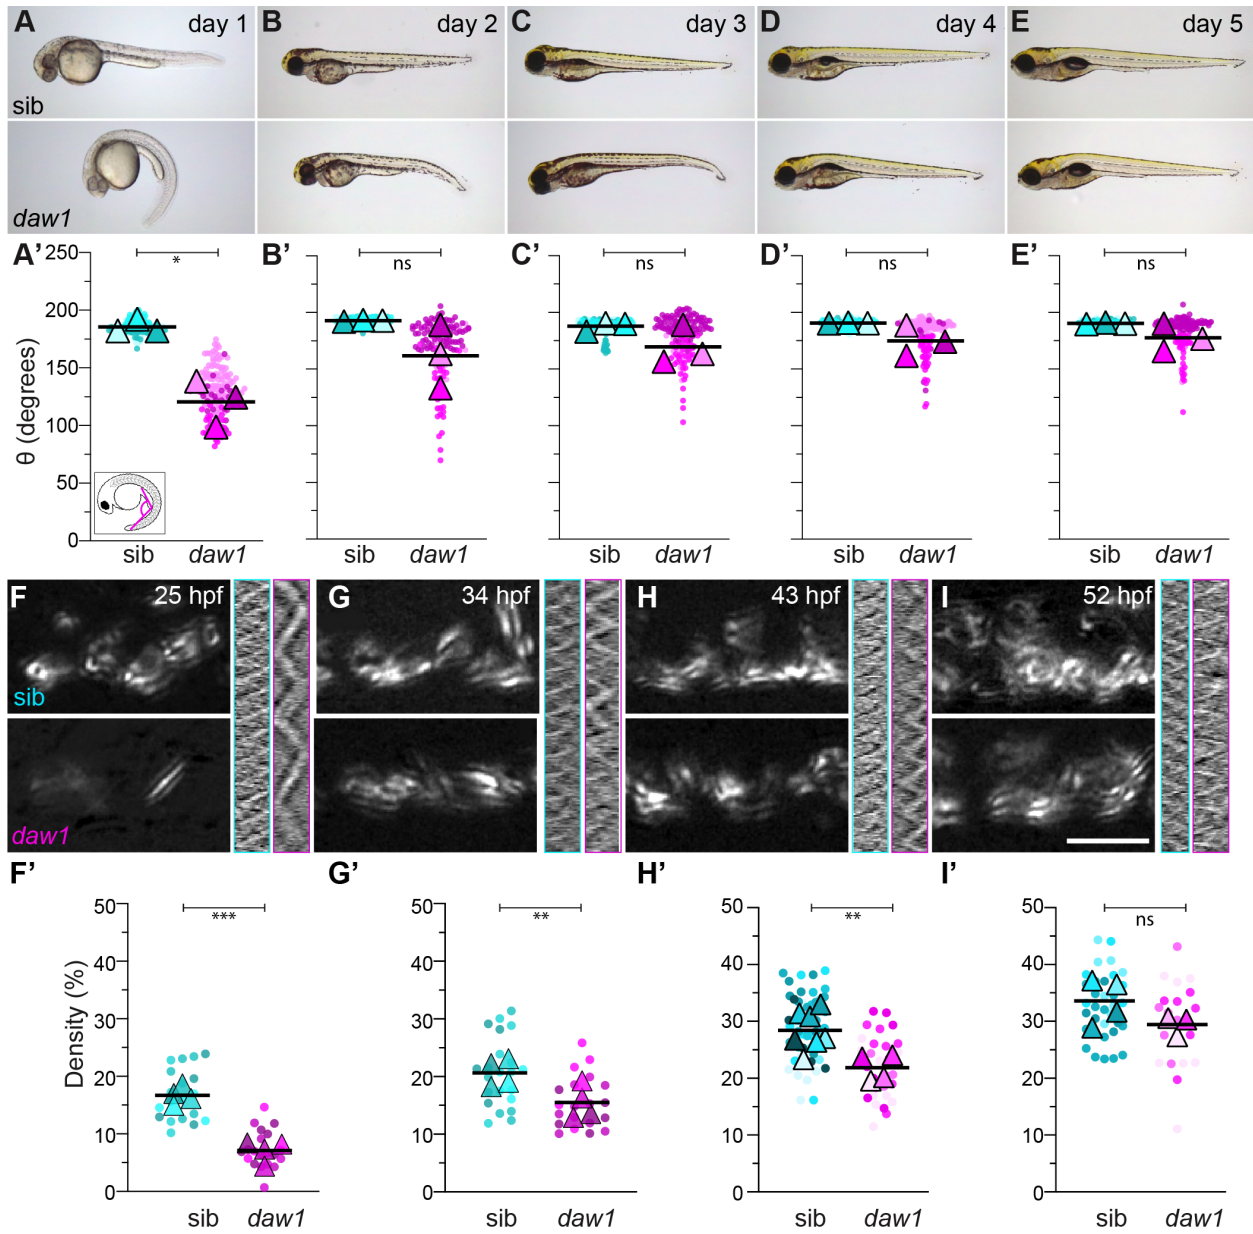 A day 1
B day 2
C day 3
D day 4
E day 5
sib
daw1
A’ B’ C’ D’ E’
250
200
150
100
50
0
θ (degrees)
* ns ns ns ns
sib daw1 sib daw1 sib daw1 sib daw1 sib daw1
F 25 hpf
G 34 hpf
H 43 hpf
I 52 hpf
sib
daw1
F’ G’ H’ I’
Density (%)
50
40
30
20
10
0
***
sib daw1
50
40
30
20
10
0
**
sib daw1
50
40
30
20
10
0
**
sib daw1
50
40
30
20
10
0
ns
sib daw1